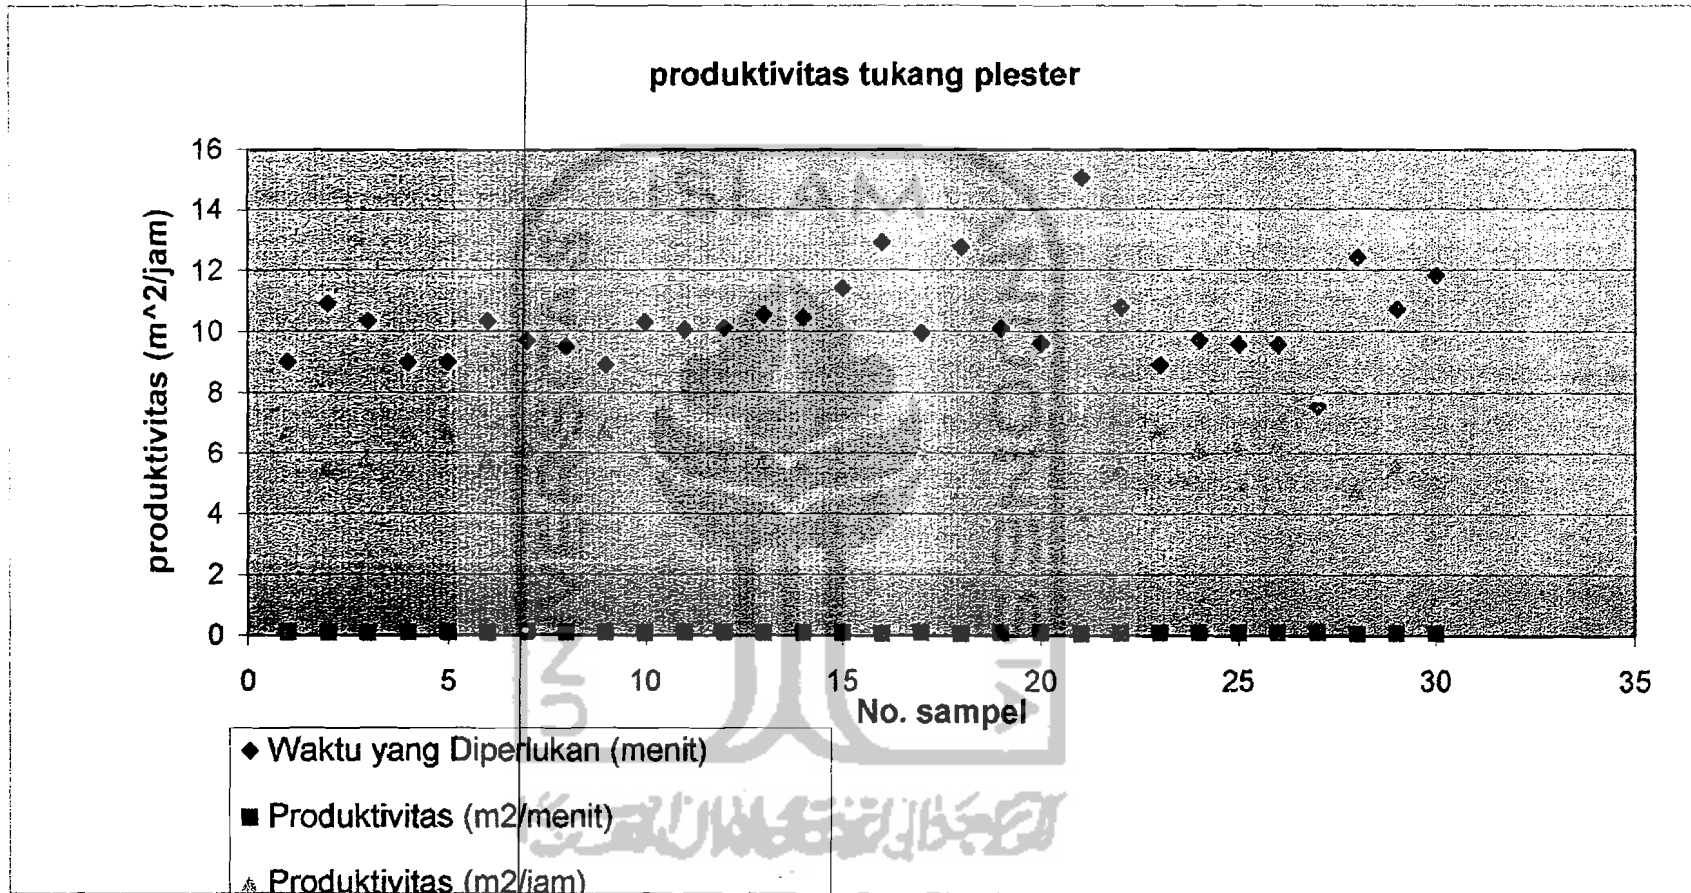 produktivitas tukang plester
produktivitas (m^2/jam)
16
14
12
10
8
6
4
2
0
0 5 10 15 20 25 30 35
No. sampel
Waktu yang Diperlukan (menit)
Produktivitas (m2/menit)
Produktivitas (m2/jam)
ISLAM